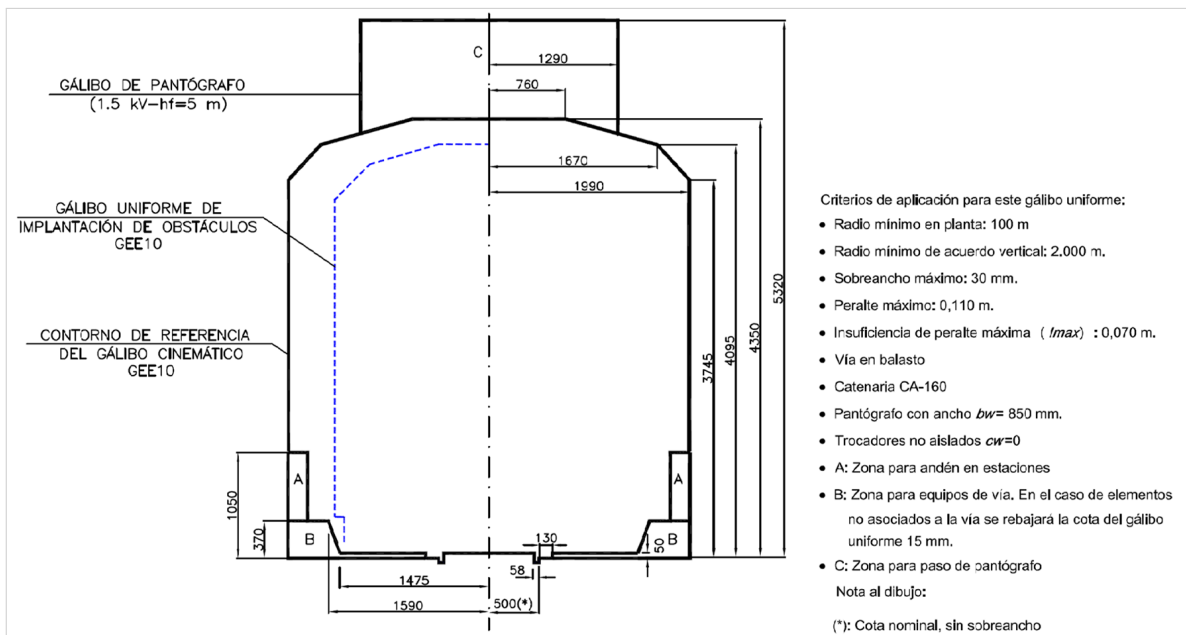 C
1290
GÁLIBO DE PANTÓGRAFO
(1.5 kV-hf=5 m)
760
1670
1990
GÁLIBO UNIFORME DE
IMPLANTACIÓN DE OBSTÁCULOS
GEE10
CONTORNO DE REFERENCIA
DEL GÁLIBO CINEMÁTICO
GEE10
3745
4095
4350
5320
A
A
1050
370
B
B
130
50
58
1475
1590
500(*)
Criterios de aplicación para este gálibo uniforme:
• Radio mínimo en planta: 100 m
• Radio mínimo de acuerdo vertical: 2.000 m.
• Sobreancho máximo: 30 mm.
• Peralte máximo: 0,110 m.
• Insuficiencia de peralte máxima ( Imax) : 0,070 m.
• Vía en balasto
• Catenaria CA-160
• Pantógrafo con ancho bw= 850 mm.
• Trocadores no aislados cw=0
• A: Zona para andén en estaciones
• B: Zona para equipos de vía. En el caso de elementos
no asociados a la vía se rebajará la cota del gálibo
uniforme 15 mm.
• C: Zona para paso de pantógrafo
Nota al dibujo:
(*): Cota nominal, sin sobreancho